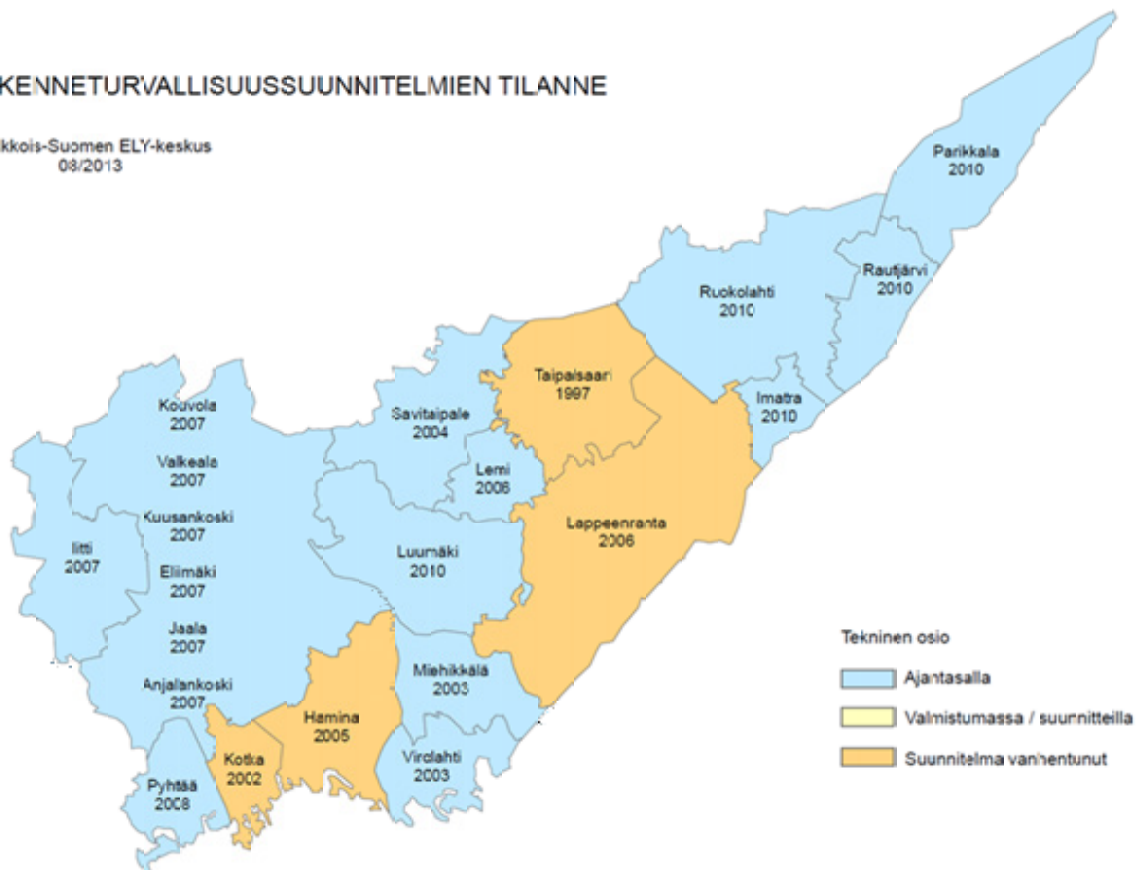 KENNETURVALLISUUSSUUNNITELMIEN TILANNE
kkois-Suomen ELY-keskus
08/2013
Parikkala
2010
Rautjärvi
2010
Ruokolahti
2010
Imatra
2010
Taipalsaari
1997
Savitaipale
2004
Lemi
2008
Lappeenranta
2006
Luumäki
2010
Kouvola
2007
Valkeala
2007
Kuusankoski
2007
Elimäki
2007
Jaala
2007
Anjalankoski
2007
Iitti
2007
Miehikkälä
2003
Hamina
2005
Kotka
2002
Virolahti
2003
Pyhtää
2008
Tekninen osio
Ajantasalla
Valmistumassa / suunnitteilla
Suunnitelma vanhentunut